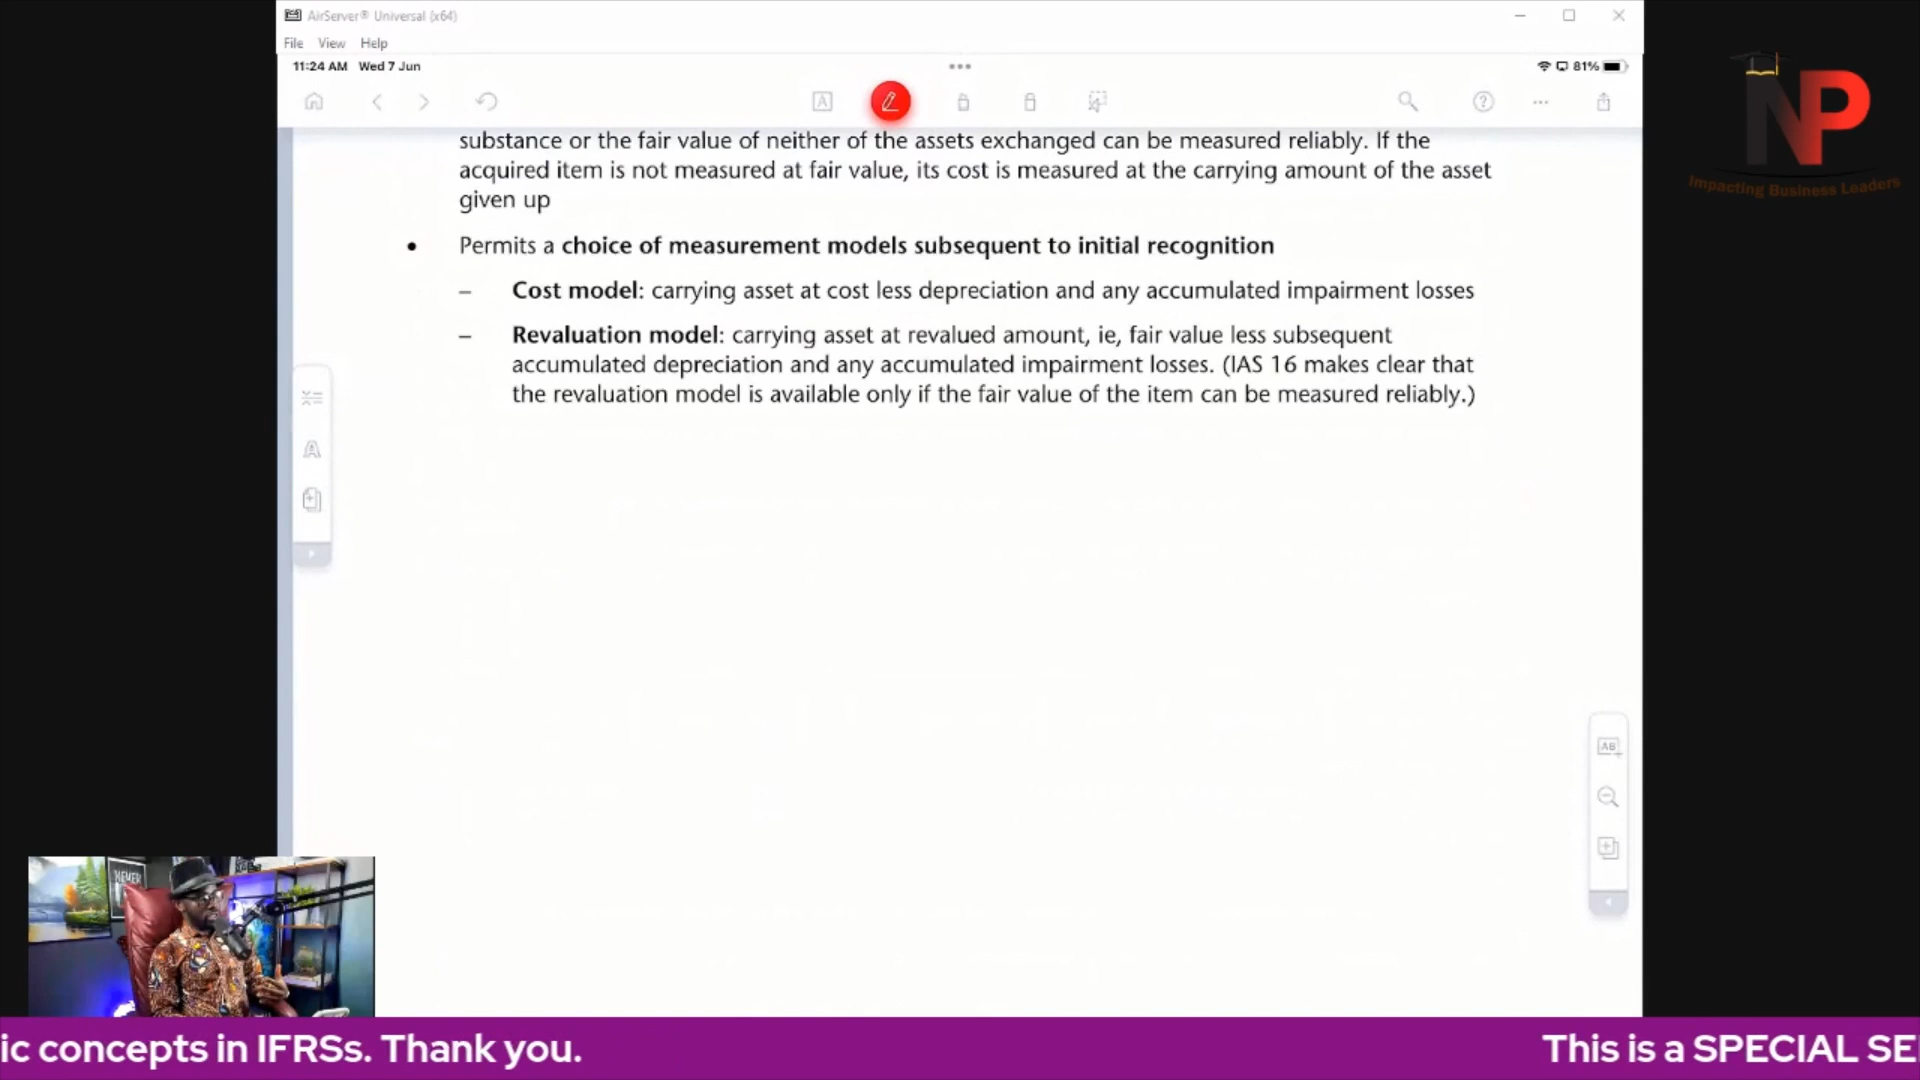 AirServer® Universal (x64)
File View Help
11:24 AM Wed 7 Jun
81%
NP
Impacting Business Leaders
substance or the fair value of neither of the assets exchanged can be measured reliably. If the
acquired item is not measured at fair value, its cost is measured at the carrying amount of the asset
given up
• Permits a choice of measurement models subsequent to initial recognition
– Cost model: carrying asset at cost less depreciation and any accumulated impairment losses
– Revaluation model: carrying asset at revalued amount, ie, fair value less subsequent
accumulated depreciation and any accumulated impairment losses. (IAS 16 makes clear that
the revaluation model is available only if the fair value of the item can be measured reliably.)
A
A
AB
NEVER
ic concepts in IFRSs. Thank you.
This is a SPECIAL SE